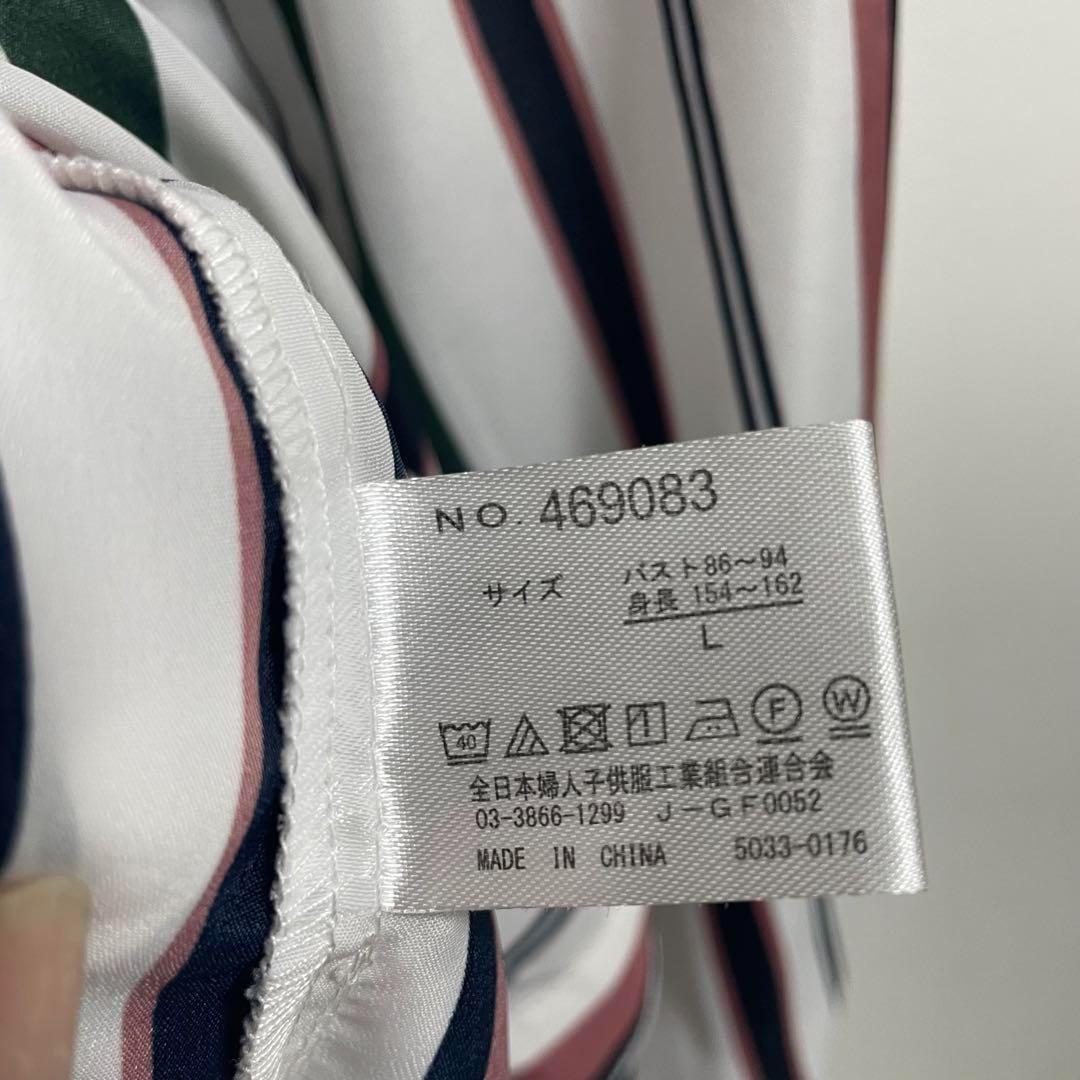 NO. 469083
サイズ
バスト86〜94
身長 154〜162
L
40
F
W
全日本婦人子供服工業組合連合会
03-3866-1299 J-GF0052
MADE IN CHINA 5033-0176